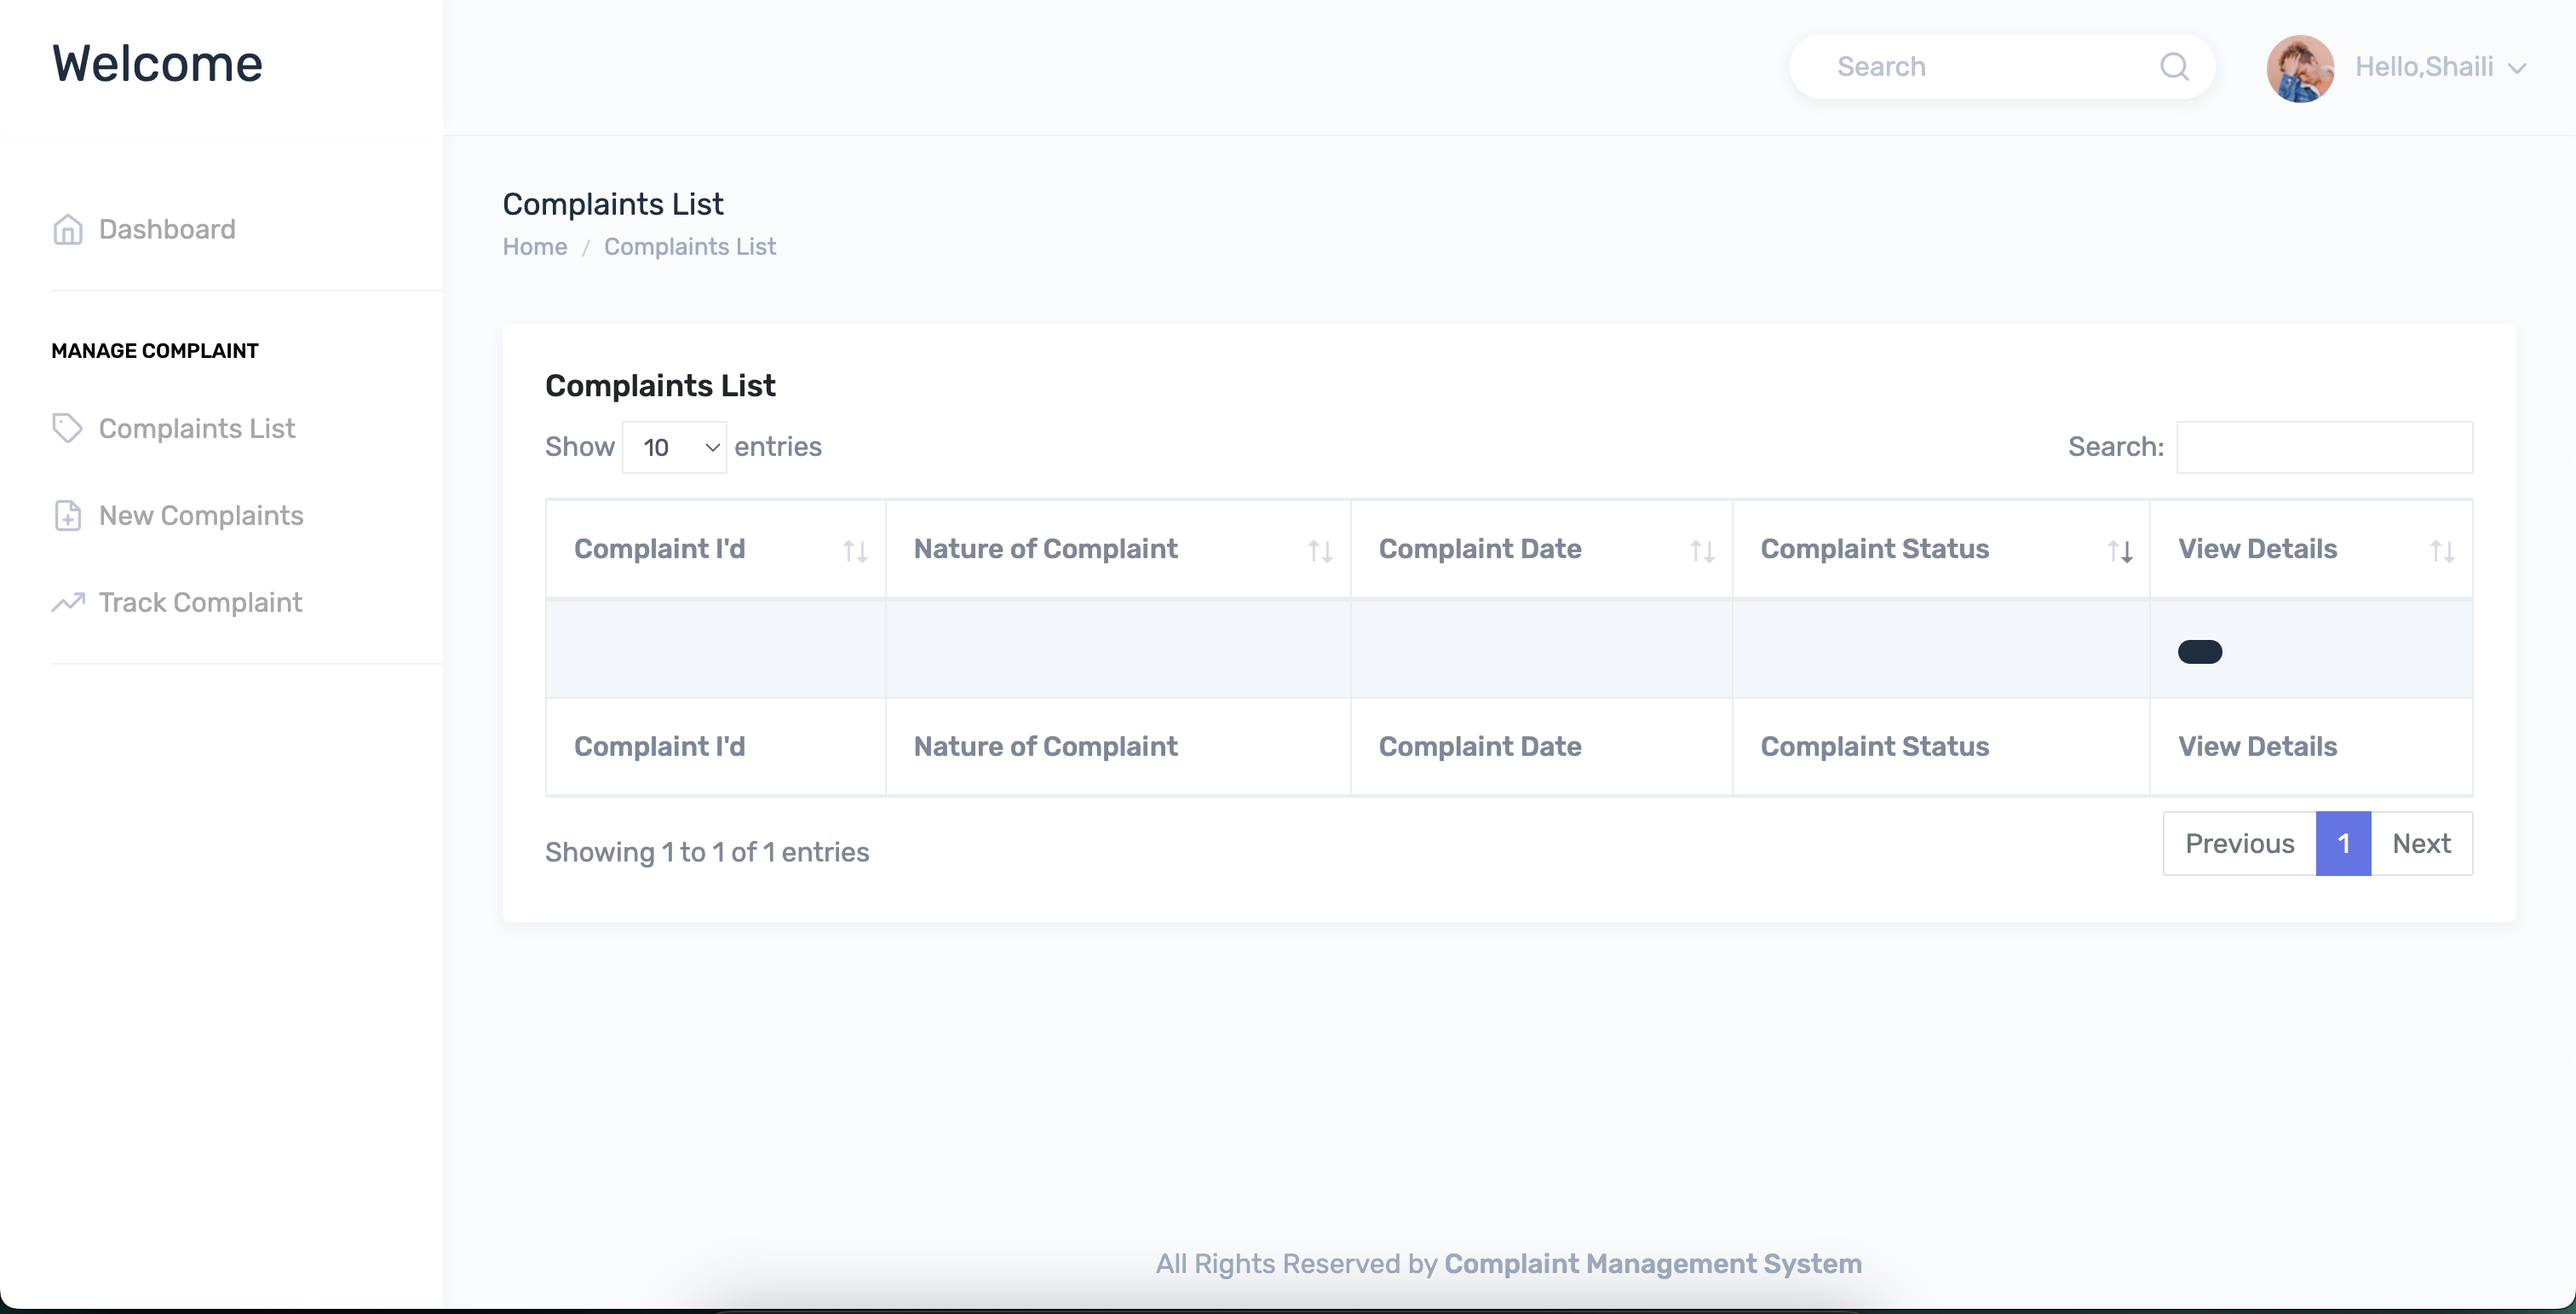 Welcome
Search
Hello,Shaili
Dashboard
MANAGE COMPLAINT
Complaints List
New Complaints
Track Complaint
Complaints List
Home / Complaints List
Complaints List
Show 10 entries
Search:
Complaint I'd Nature of Complaint Complaint Date Complaint Status View Details
Complaint I'd Nature of Complaint Complaint Date Complaint Status View Details
Showing 1 to 1 of 1 entries
Previous 1 Next
All Rights Reserved by Complaint Management System